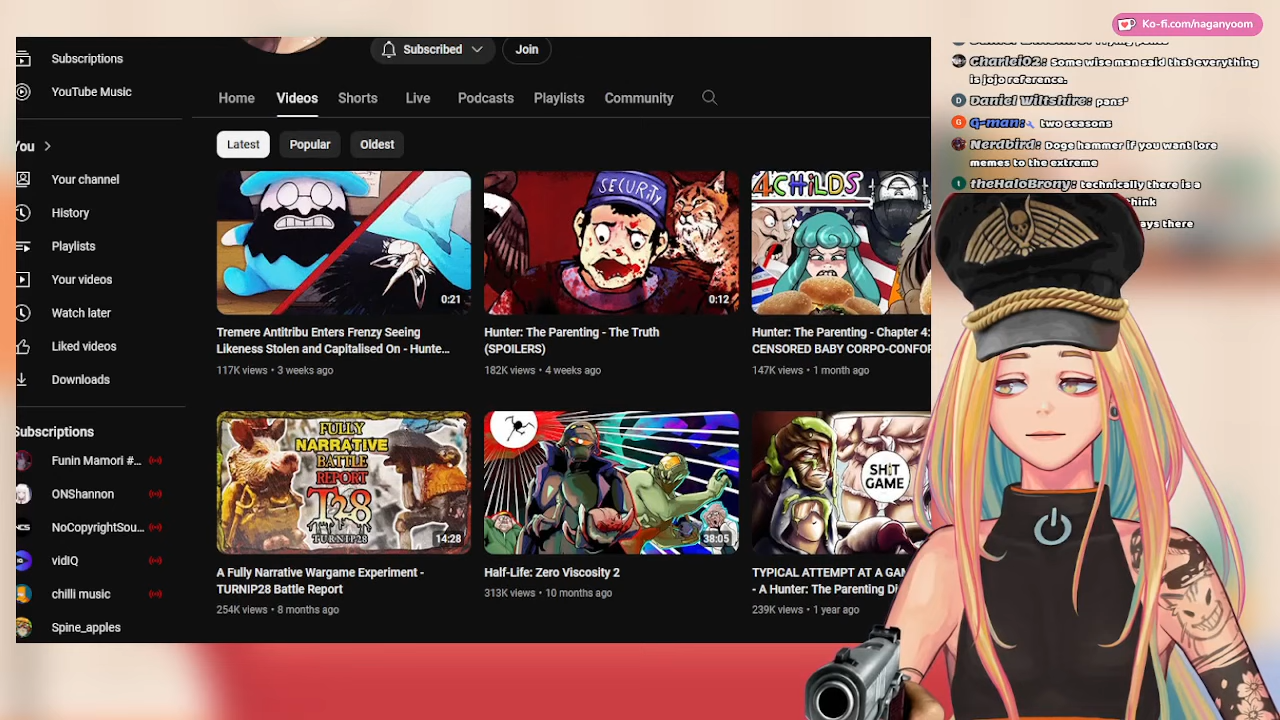 Ko-fi.com/naganyoom
Subscriptions
YouTube Music
You
Your channel
History
Playlists
Your videos
Watch later
Liked videos
Downloads
Subscriptions
Funin Mamori #...
ONShannon
NoCopyrightSou...
vidIQ
chilli music
Spine_apples
Subscribed
Join
Home Videos Shorts Live Podcasts Playlists Community
Latest Popular Oldest
SECURITY
4CHILDS
0:21
0:12
Tremere Antitribu Enters Frenzy Seeing
Likeness Stolen and Capitalised On - Hunte...
117K views • 3 weeks ago
Hunter: The Parenting - The Truth
(SPOILERS)
182K views • 4 weeks ago
Hunter: The Parenting - Chapter 4:
CENSORED BABY CORPO-CONFOR
147K views • 1 month ago
FULLY
NARRATIVE
BATTLE
REPORT
T28
TURNIP28
14:28
38:05
SHIT
GAME
A Fully Narrative Wargame Experiment -
TURNIP28 Battle Report
254K views • 8 months ago
Half-Life: Zero Viscosity 2
313K views • 10 months ago
TYPICAL ATTEMPT AT A GAM
- A Hunter: The Parenting Di
239K views • 1 year ago
Charlei02: Some wise man said that everything
is jojo reference.
D Daniel Wiltshire: pans*
G G-man: two seasons
Nerdbird: Doge hammer if you want lore
memes to the extreme
t theHaloBrony: technically there is a
think
ays there